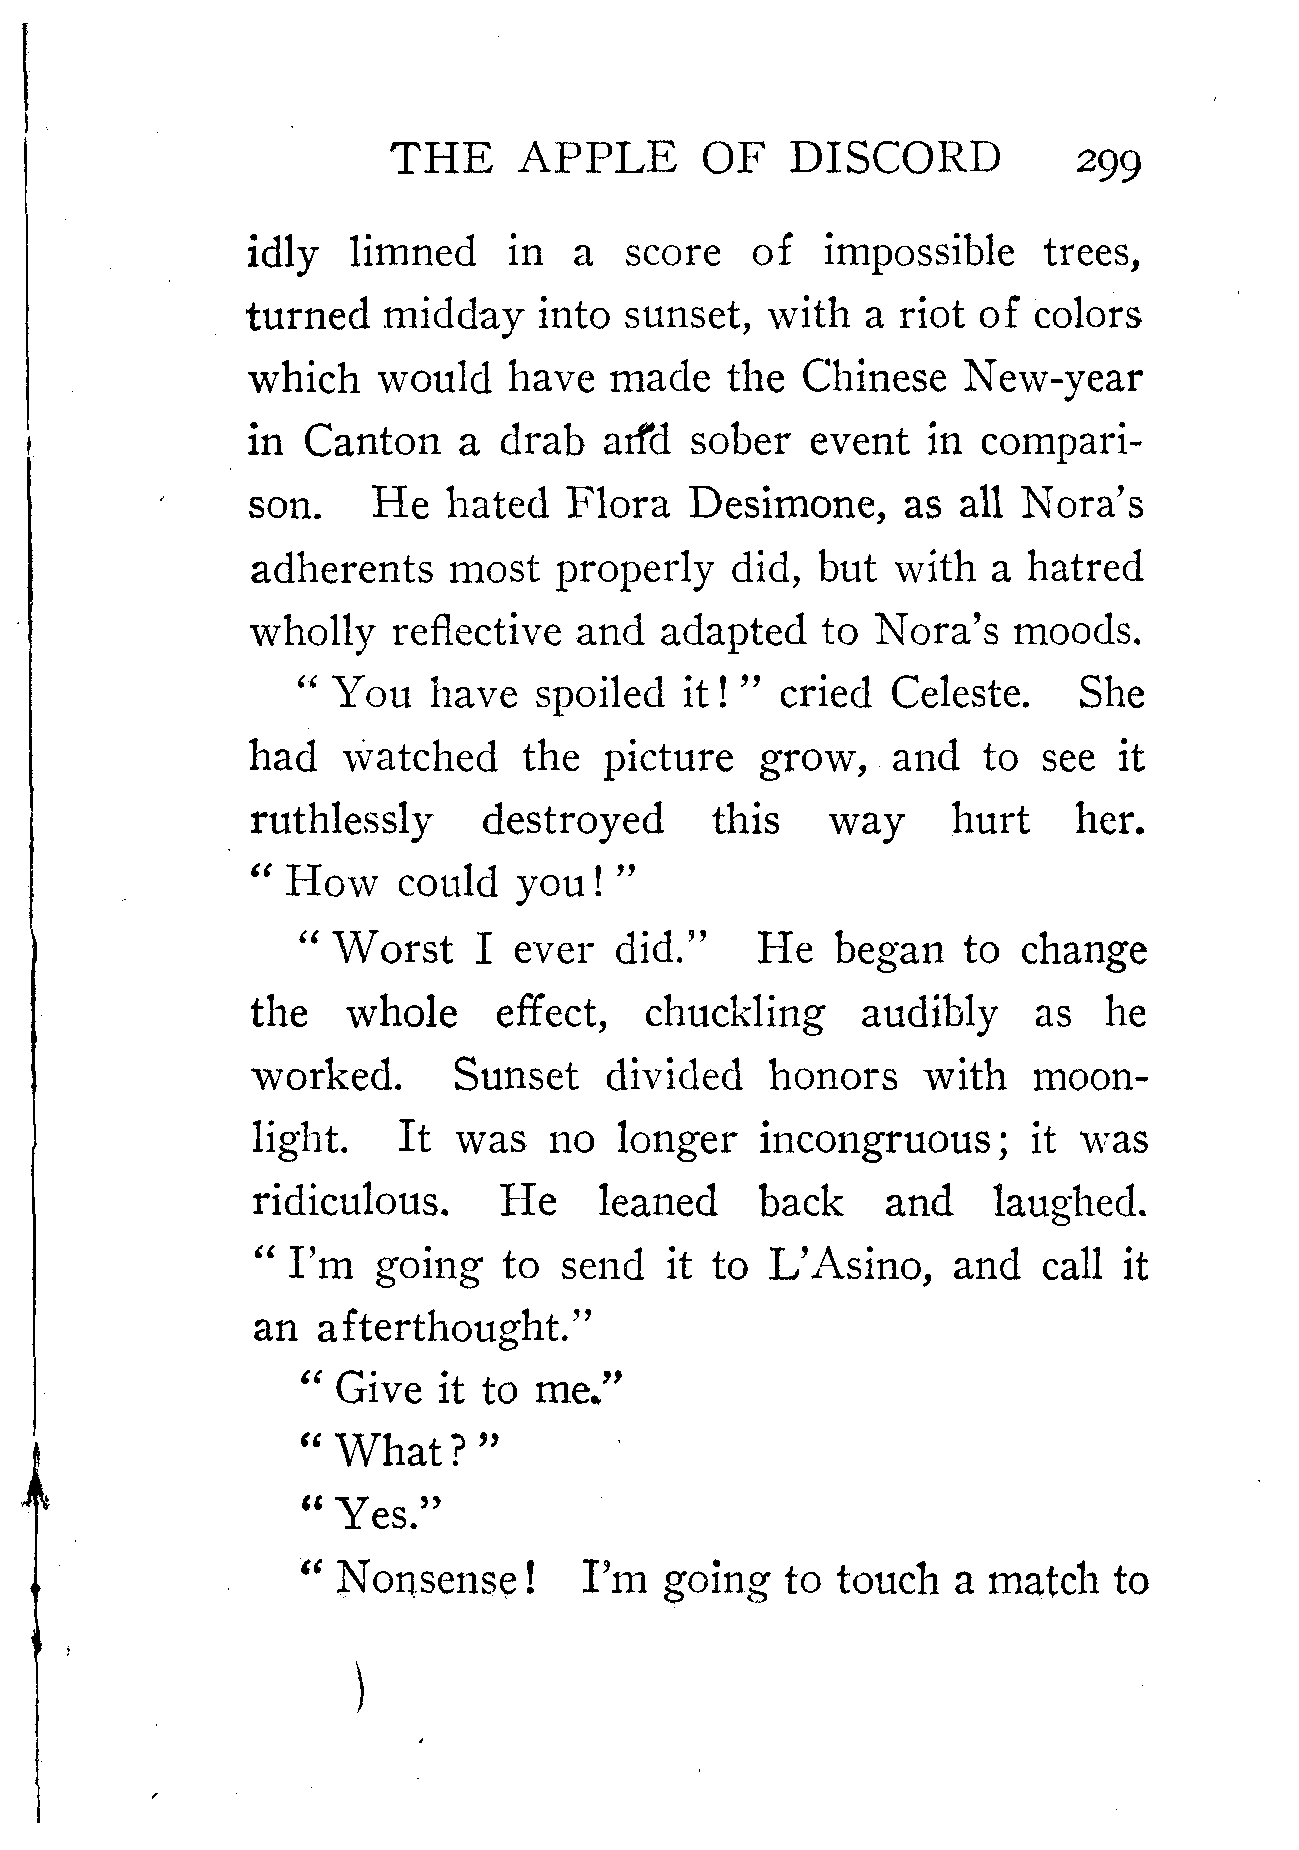 THE APPLE OF DISCORD 299
idly limned in a score of impossible trees,
turned midday into sunset, with a riot of colors
which would have made the Chinese New-year
in Canton a drab and sober event in compari-
son. He hated Flora Desimone, as all Nora's
adherents most properly did, but with a hatred
wholly reflective and adapted to Nora's moods.
" You have spoiled it! " cried Celeste. She
had watched the picture grow, and to see it
ruthlessly destroyed this way hurt her.
" How could you! "
" Worst I ever did." He began to change
the whole effect, chuckling audibly as he
worked. Sunset divided honors with moon-
light. It was no longer incongruous; it was
ridiculous. He leaned back and laughed.
" I'm going to send it to L'Asino, and call it
an afterthought."
" Give it to me."
" What? "
" Yes."
" Nonsense! I'm going to touch a match to